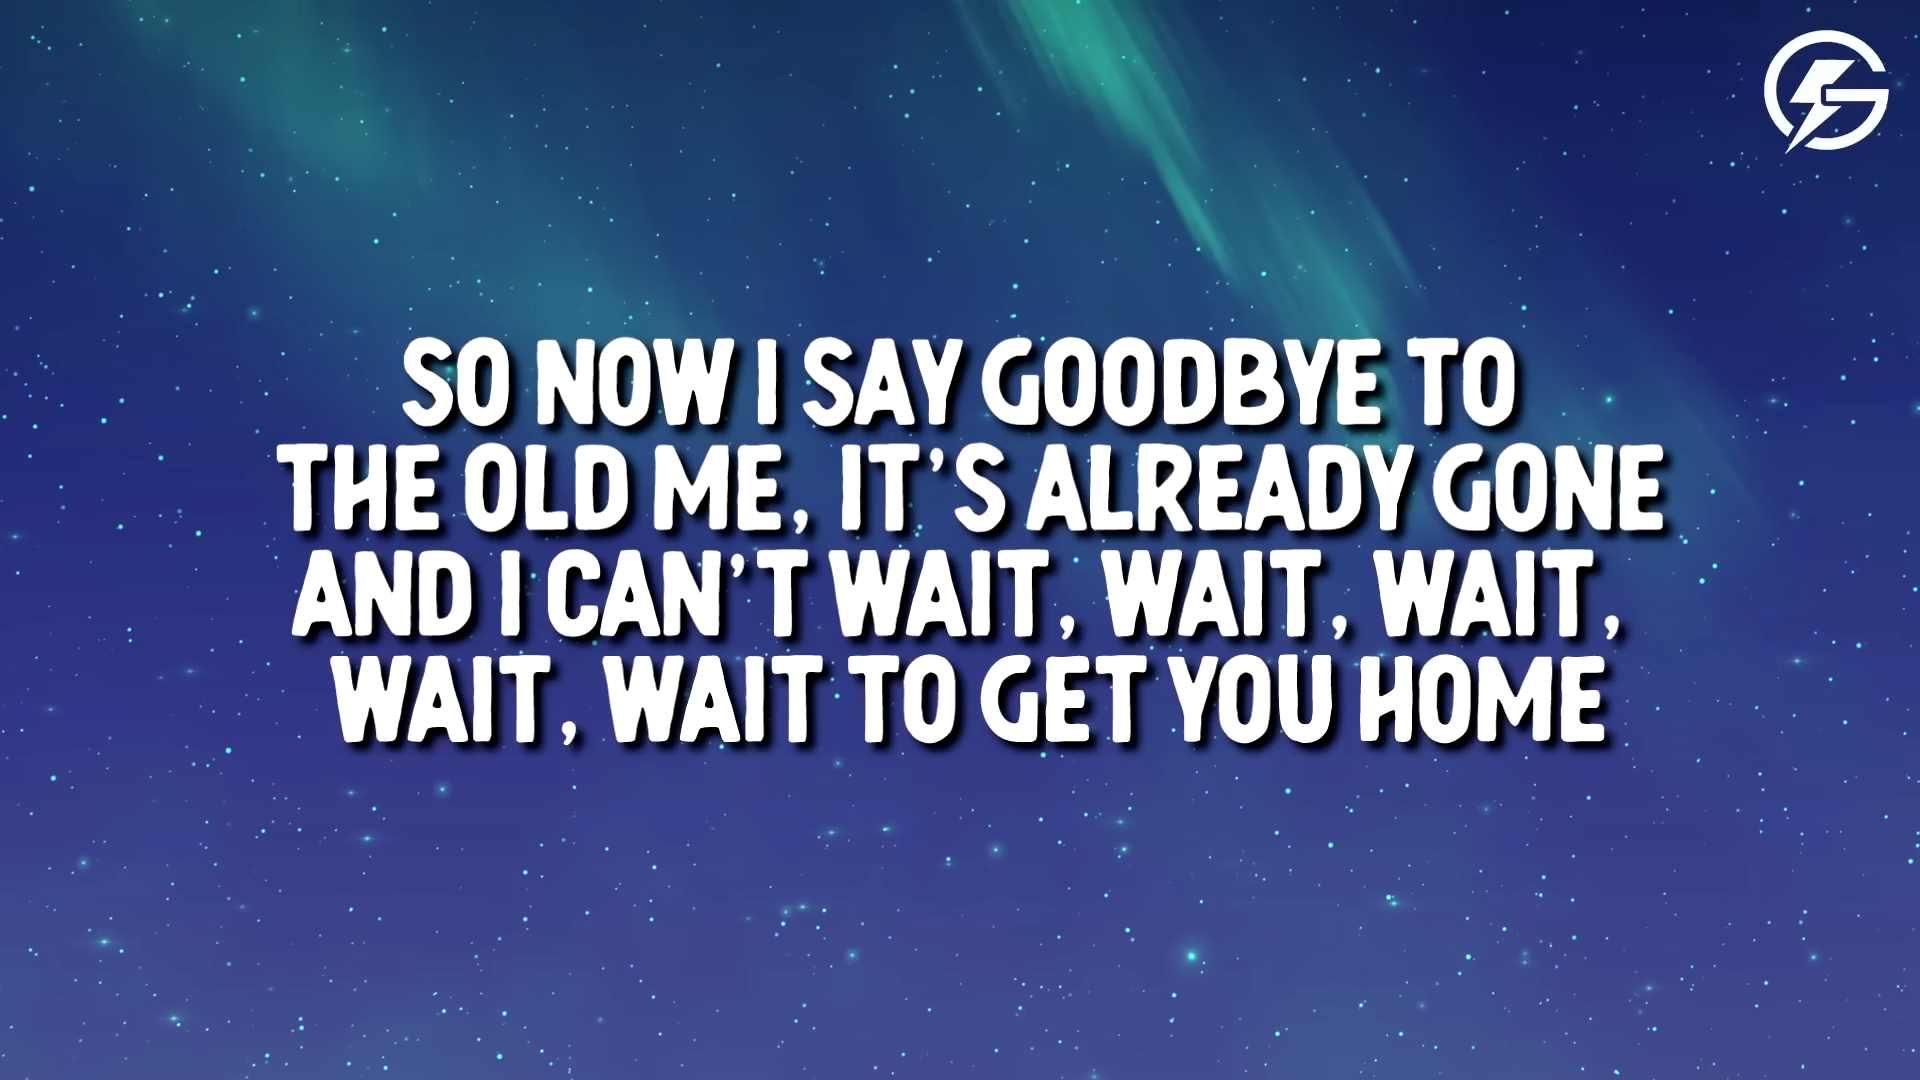 SO NOW I SAY GOODBYE TO
THE OLD ME, IT'S ALREADY GONE
AND I CAN'T WAIT, WAIT, WAIT,
WAIT, WAIT TO GET YOU HOME